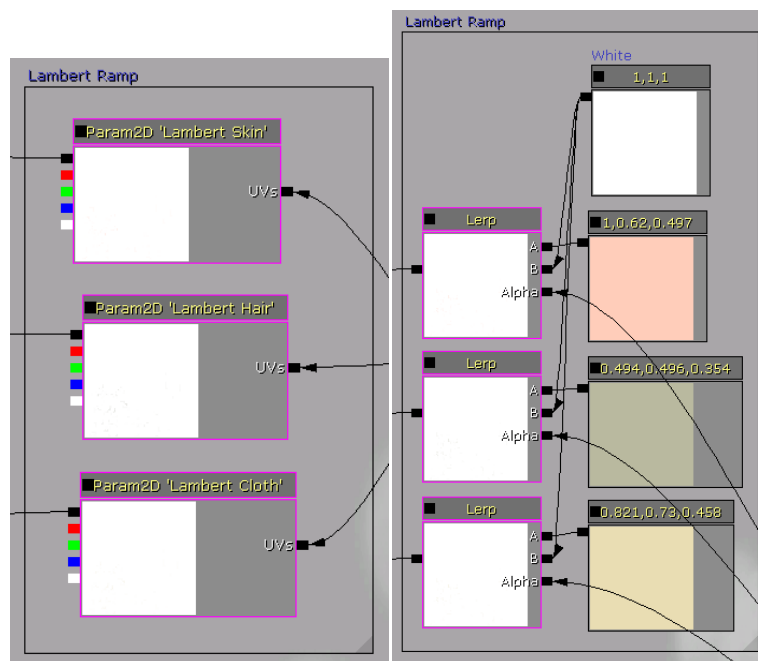 Lambert Ramp
Param2D 'Lambert Skin'
UVs
Param2D 'Lambert Hair'
UVs
Param2D 'Lambert Cloth'
UVs
Lambert Ramp
White
1,1,1
Lerp
A
B
Alpha
1,0.62,0.497
Lerp
A
B
Alpha
0.494,0.496,0.354
Lerp
A
B
Alpha
0.821,0.73,0.458